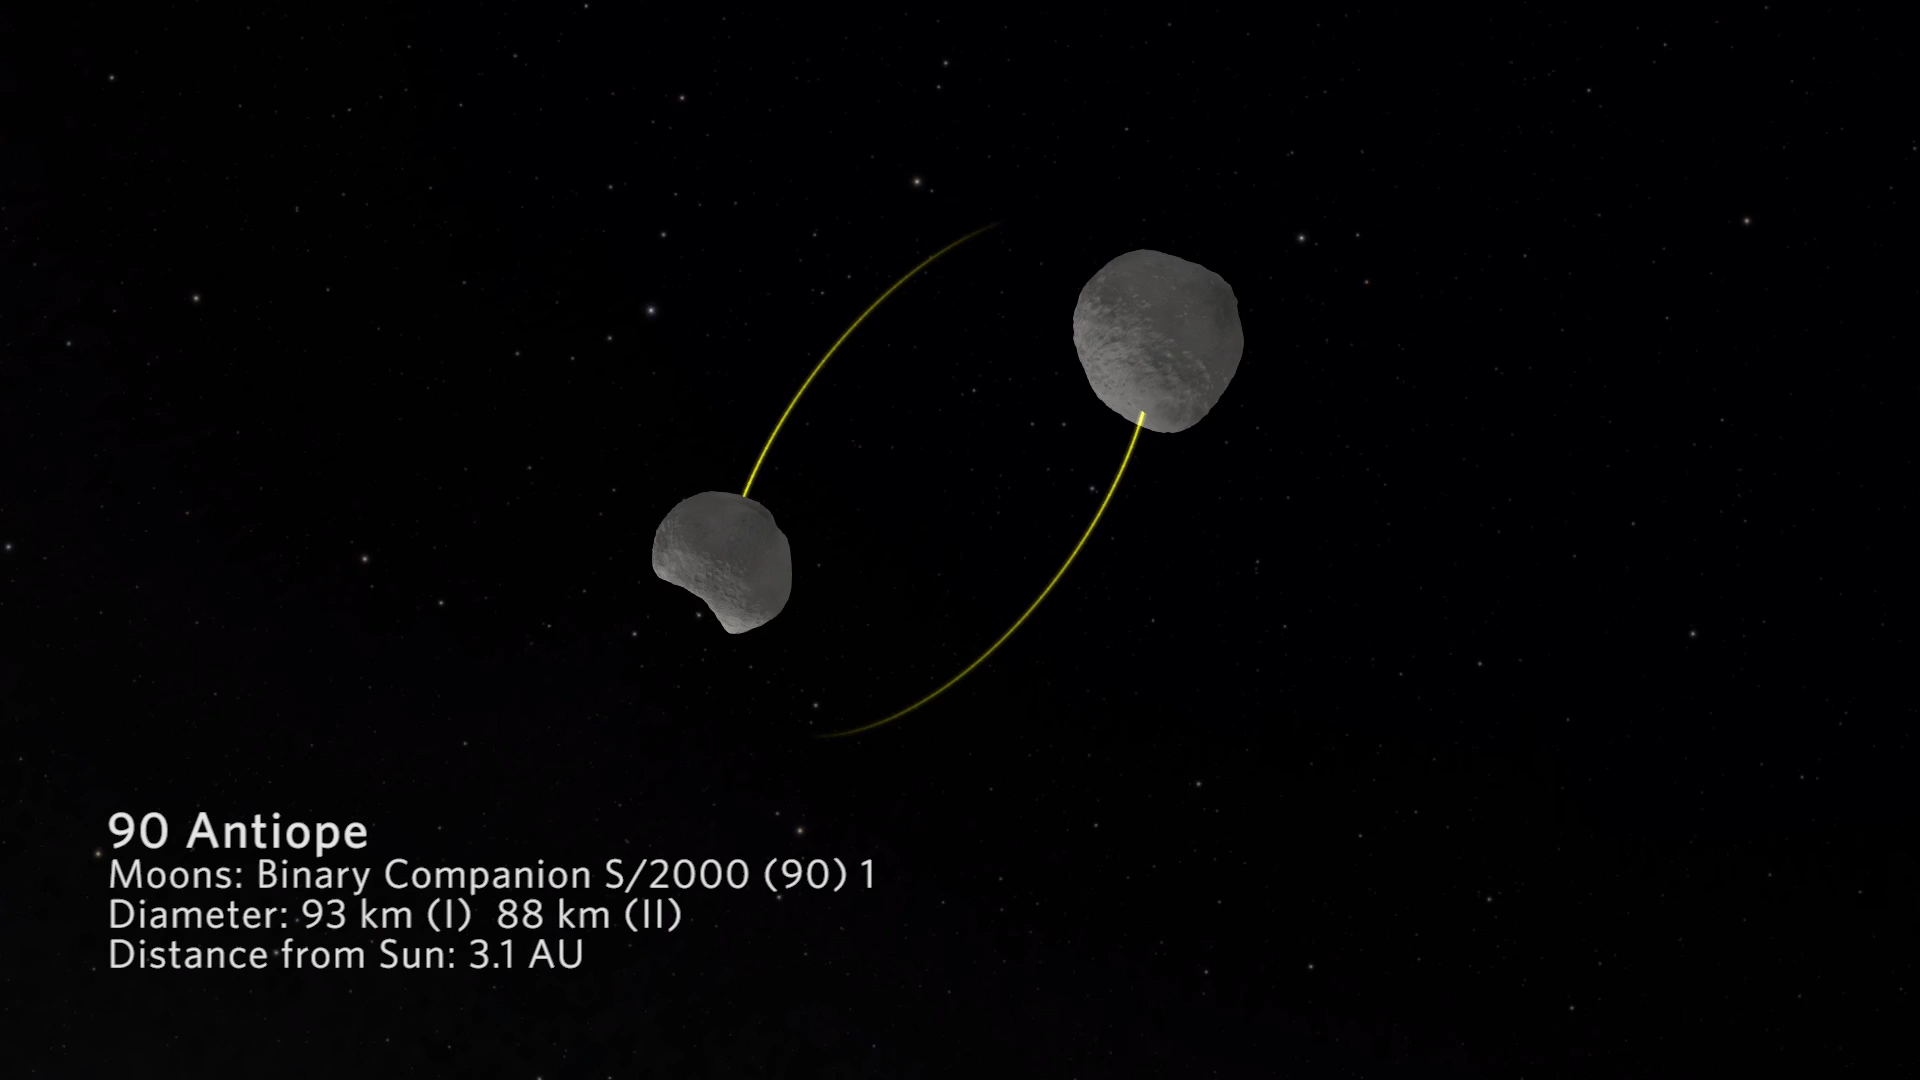 90 Antiope
Moons: Binary Companion S/2000 (90) 1
Diameter: 93 km (I)  88 km (II)
Distance from Sun: 3.1 AU